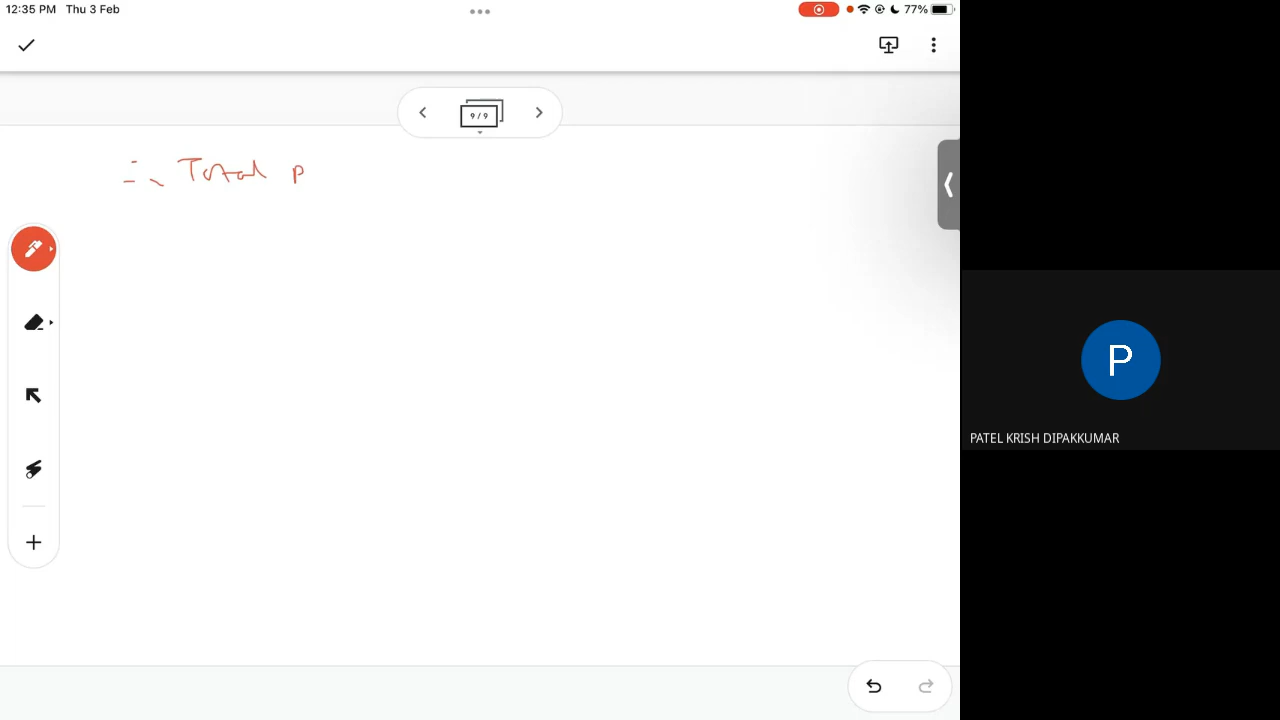 12:35 PM Thu 3 Feb
77%
9 / 9
∴ Total P
P
PATEL KRISH DIPAKKUMAR